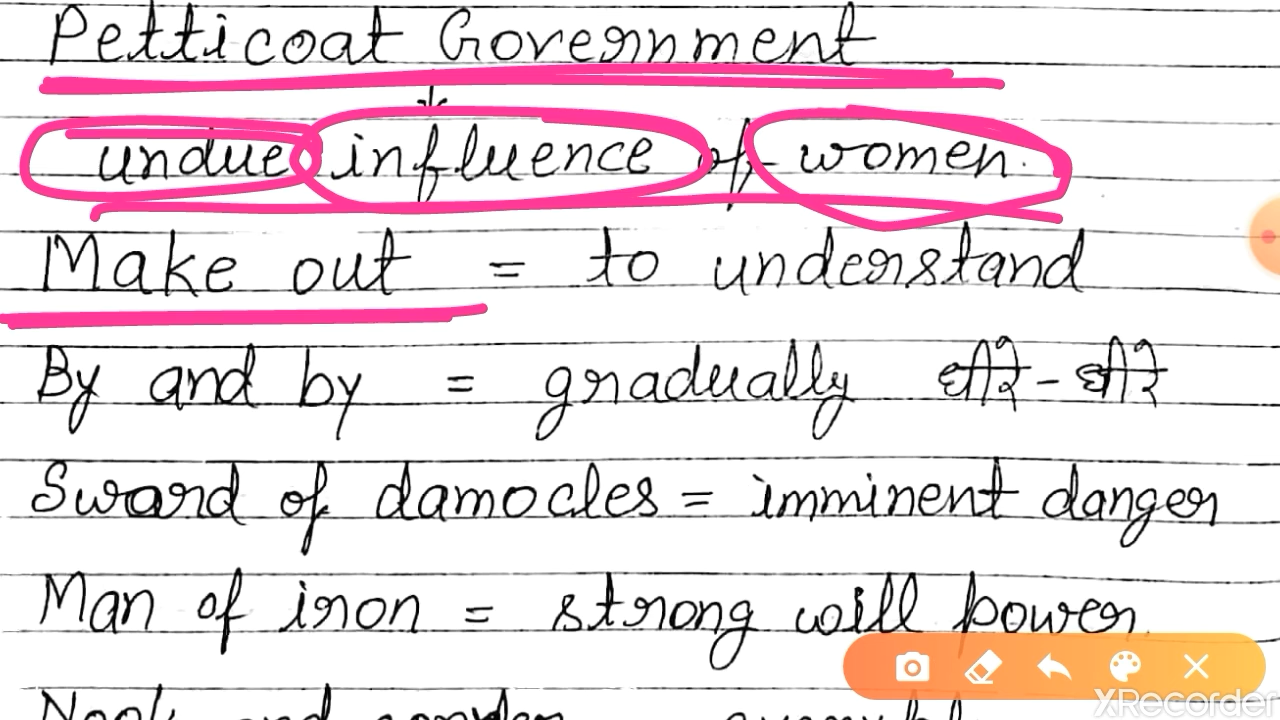 Petticoat Government
undue influence of women.
Make out = to understand
By and by = gradually धीरे-धीरे
Sword of damocles = imminent danger
Man of iron = strong will power.
XRecorder